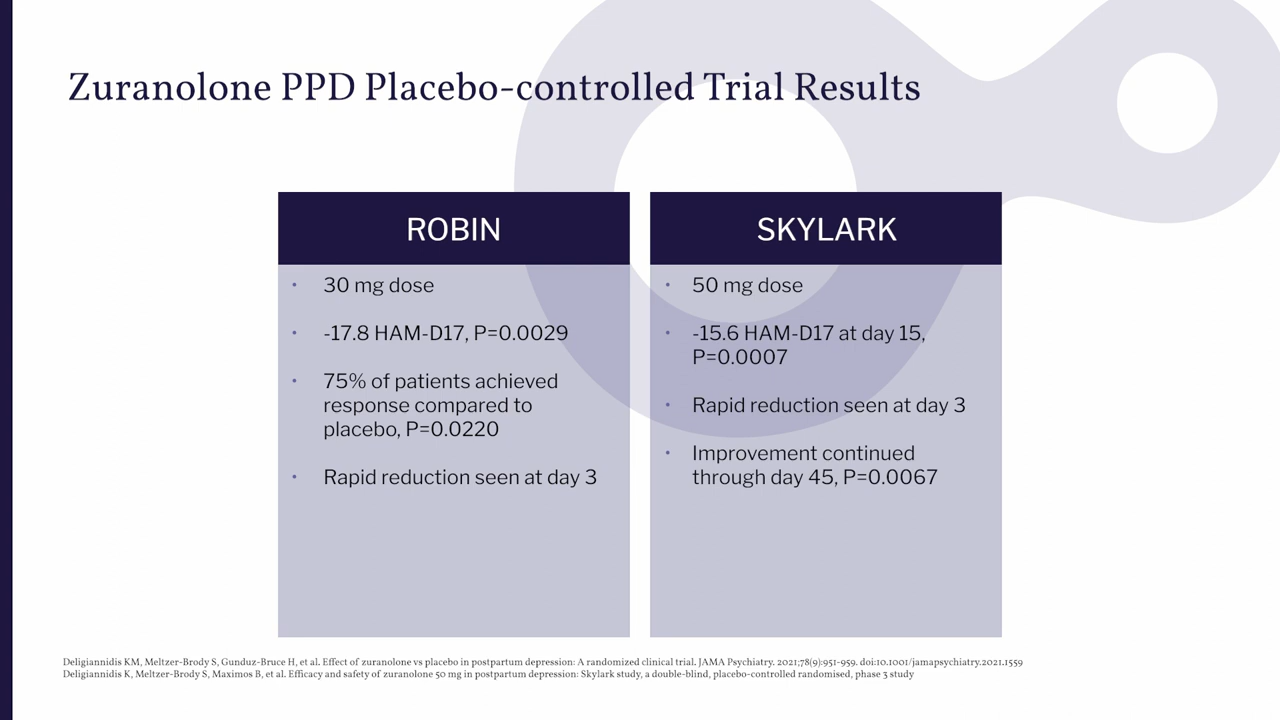 Zuranolone PPD Placebo-controlled Trial Results
ROBIN
• 30 mg dose
• -17.8 HAM-D17, P=0.0029
• 75% of patients achieved
response compared to
placebo, P=0.0220
• Rapid reduction seen at day 3
SKYLARK
• 50 mg dose
• -15.6 HAM-D17 at day 15,
P=0.0007
• Rapid reduction seen at day 3
• Improvement continued
through day 45, P=0.0067
Deligiannidis KM, Meltzer-Brody S, Gunduz-Bruce H, et al. Effect of zuranolone vs placebo in postpartum depression: A randomized clinical trial. JAMA Psychiatry. 2021;78(9):951-959. doi:10.1001/jamapsychiatry.2021.1559
Deligiannidis K, Meltzer-Brody S, Maximos B, et al. Efficacy and safety of zuranolone 50 mg in postpartum depression: Skylark study, a double-blind, placebo-controlled randomised, phase 3 study